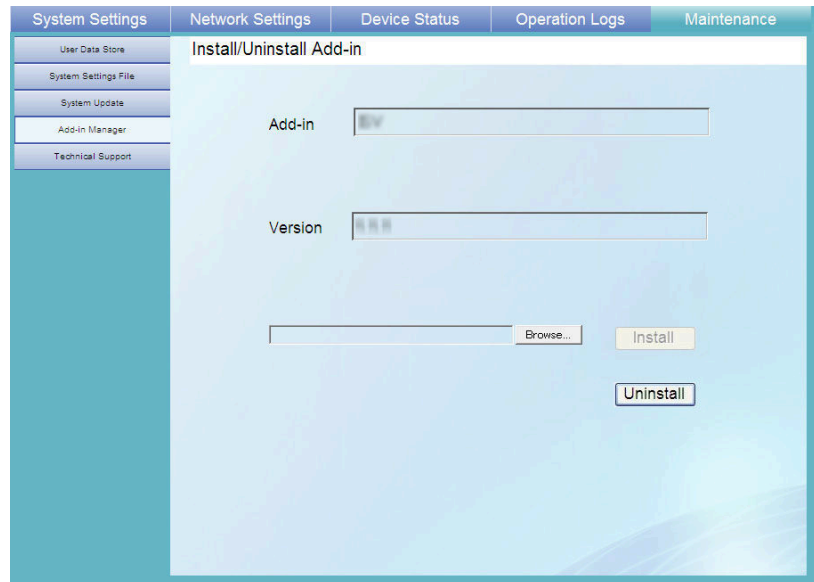 System Settings
Network Settings
Device Status
Operation Logs
Maintenance
User Data Store
System Settings File
System Update
Add-in Manager
Technical Support
Install/Uninstall Add-in
Add-in
Version
Browse...
Install
Uninstall